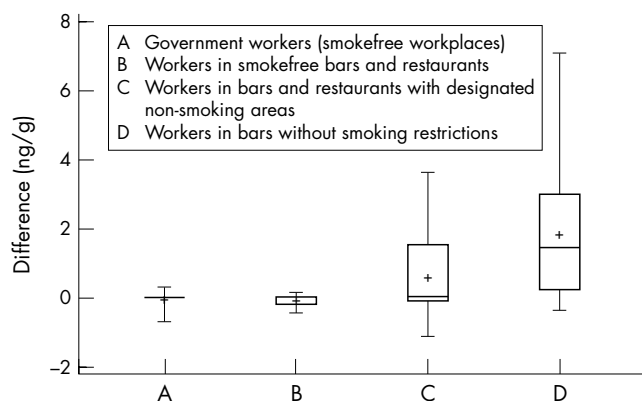 8
6
4
2
0
–2
Difference (ng/g)
A Government workers (smokefree workplaces)
B Workers in smokefree bars and restaurants
C Workers in bars and restaurants with designated
non-smoking areas
D Workers in bars without smoking restrictions
A B C D